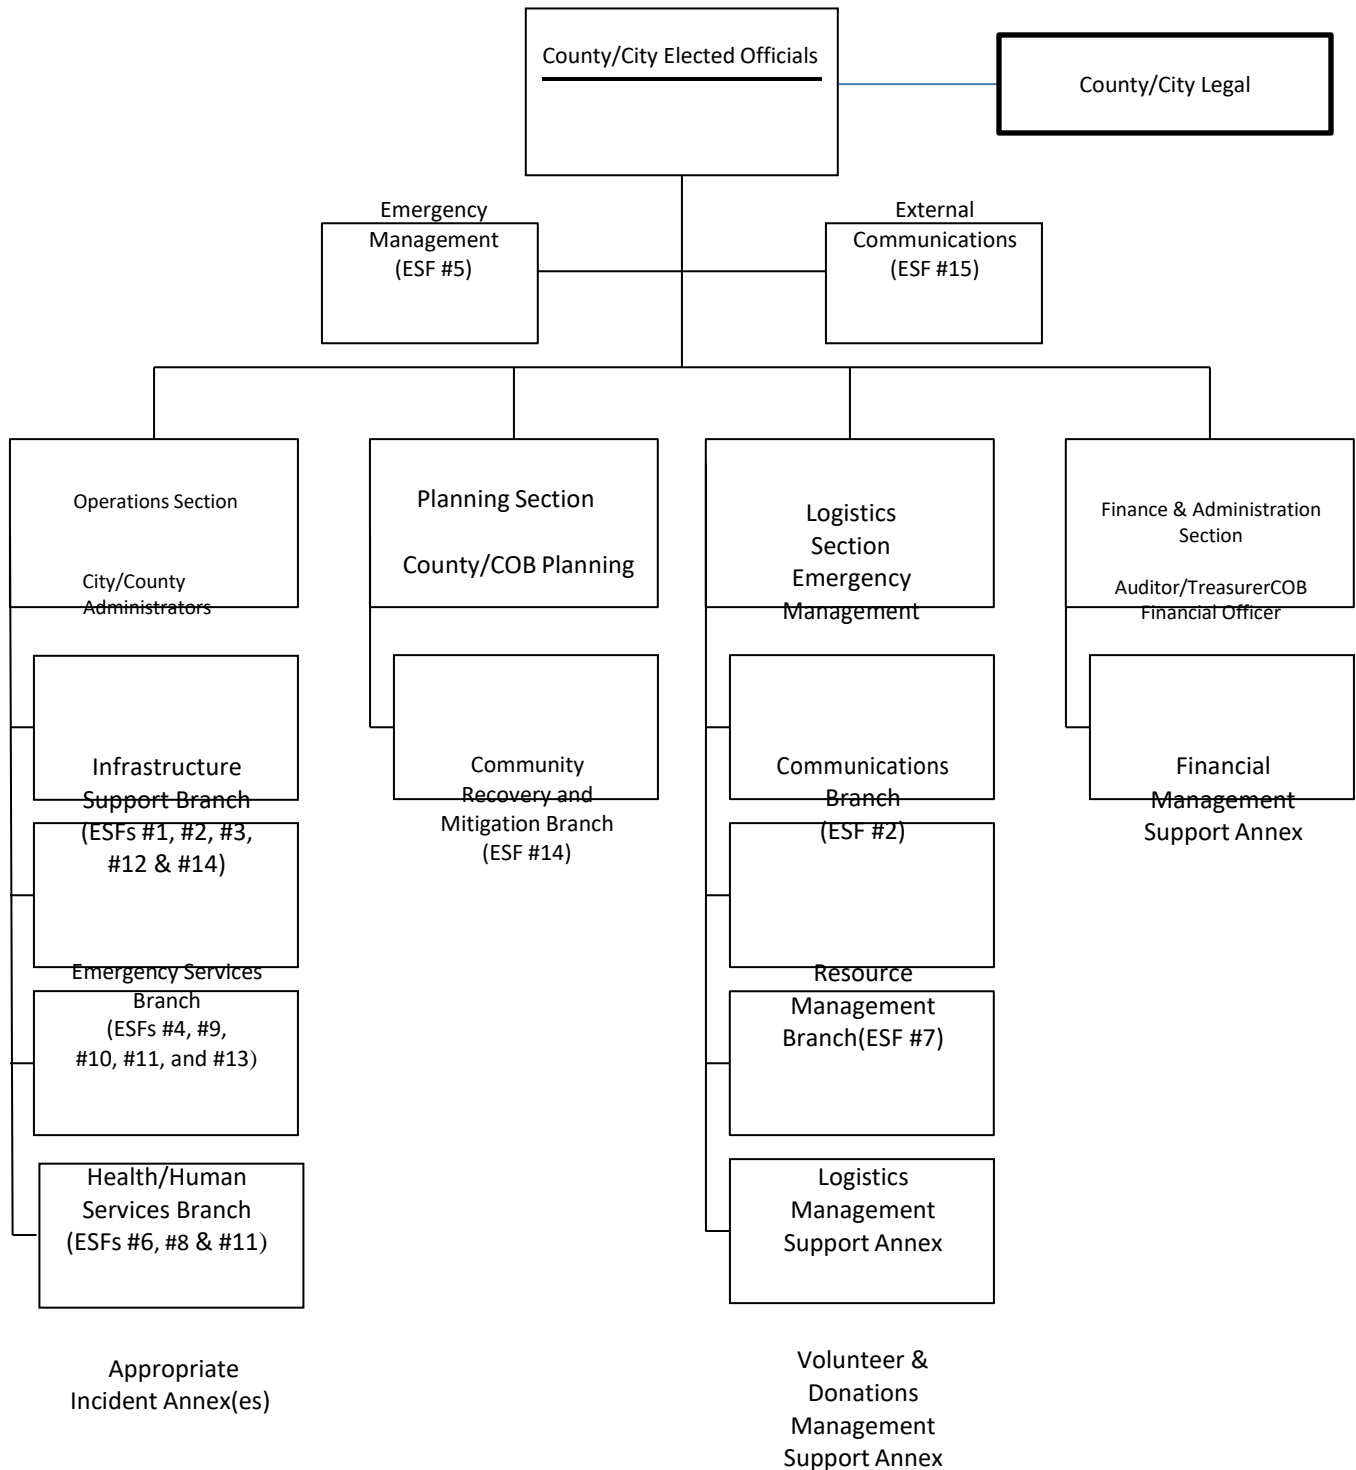 County/City Elected Officials
County/City Legal
Emergency
Management
(ESF #5)
External
Communications
(ESF #15)
Operations Section
City/County
Administrators
Planning Section
County/COB Planning
Logistics
Section
Emergency
Management
Finance & Administration
Section
Auditor/TreasurerCOB
Financial Officer
Infrastructure
Support Branch
(ESFs #1, #2, #3,
#12 & #14)
Community
Recovery and
Mitigation Branch
(ESF #14)
Communications
Branch
(ESF #2)
Financial
Management
Support Annex
Emergency Services
Branch
(ESFs #4, #9,
#10, #11, and #13)
Resource
Management
Branch(ESF #7)
Health/Human
Services Branch
(ESFs #6, #8 & #11)
Logistics
Management
Support Annex
Appropriate
Incident Annex(es)
Volunteer &
Donations
Management
Support Annex